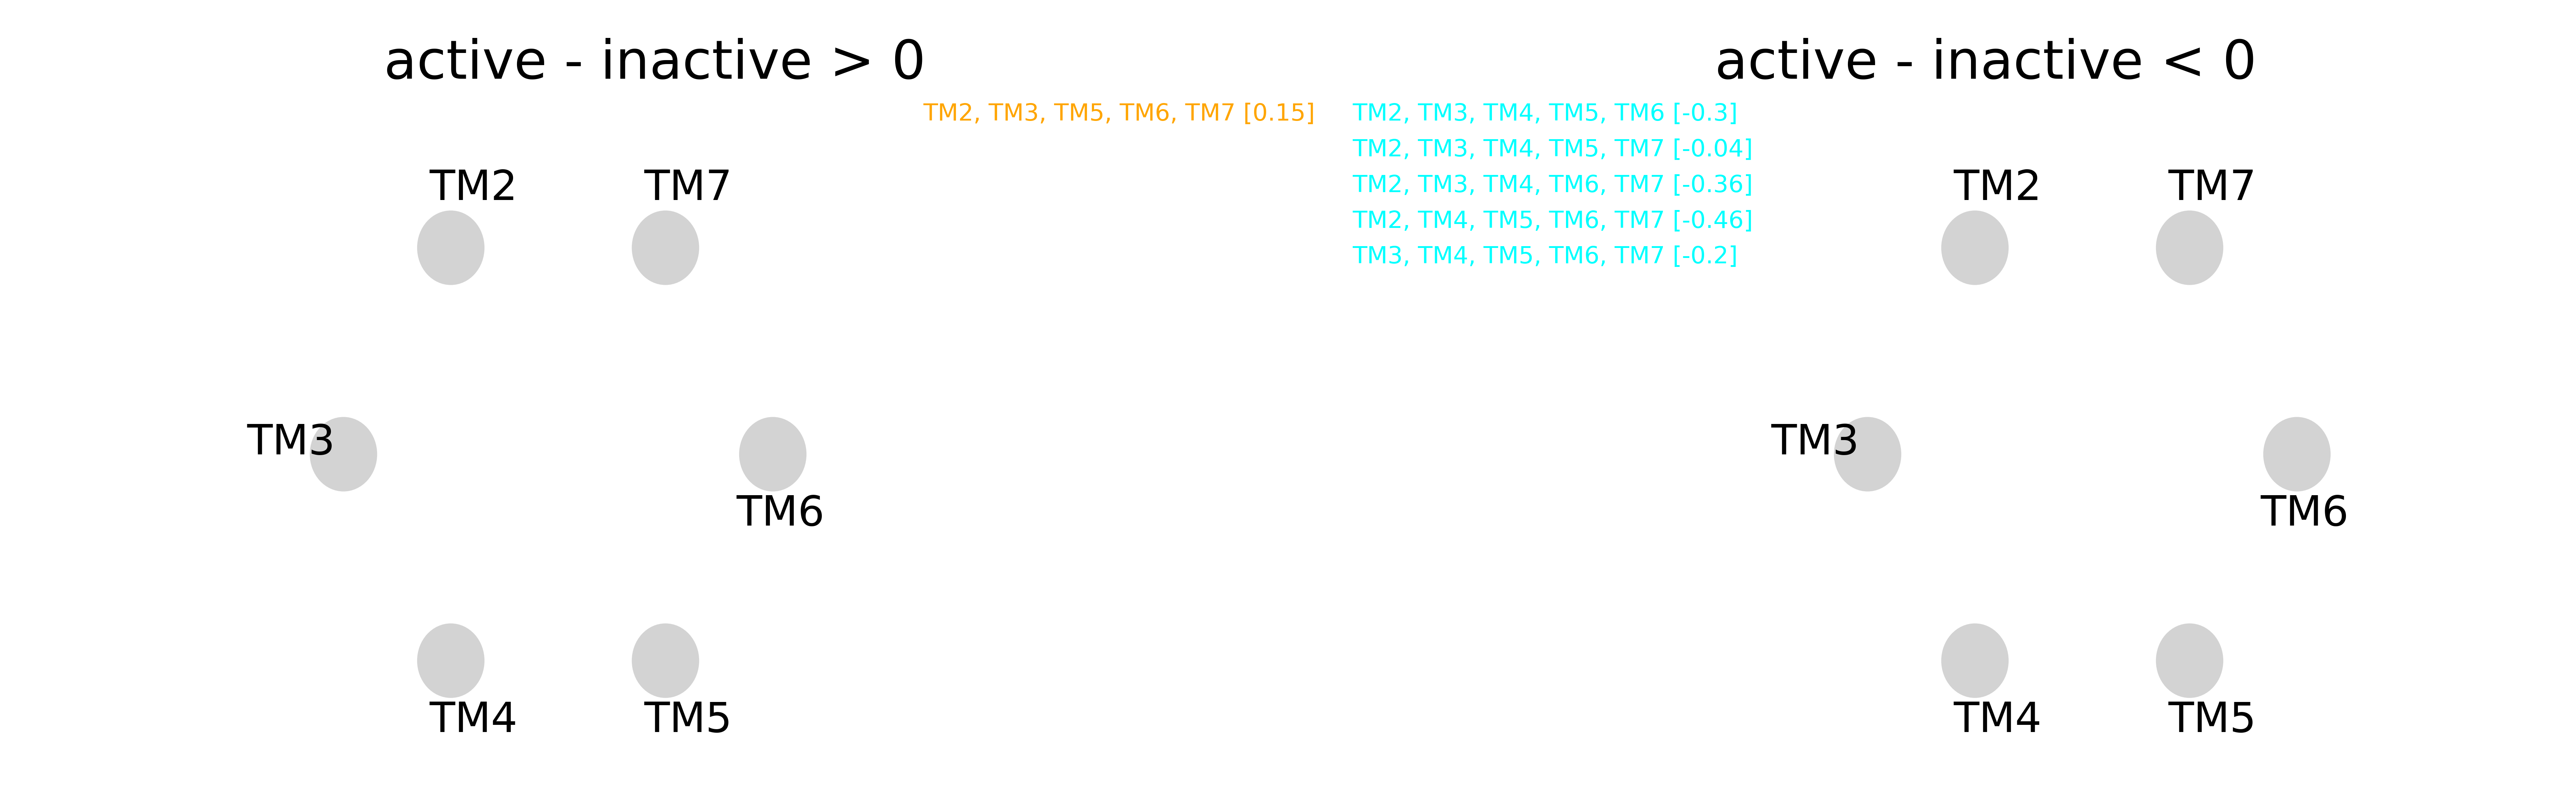 active - inactive > 0
TM2, TM3, TM5, TM6, TM7 [0.15]
TM2
TM7
TM3
TM6
TM4
TM5
active - inactive < 0
TM2, TM3, TM4, TM5, TM6 [-0.3]
TM2, TM3, TM4, TM5, TM7 [-0.04]
TM2, TM3, TM4, TM6, TM7 [-0.36]
TM2, TM4, TM5, TM6, TM7 [-0.46]
TM3, TM4, TM5, TM6, TM7 [-0.2]
TM2
TM7
TM3
TM6
TM4
TM5